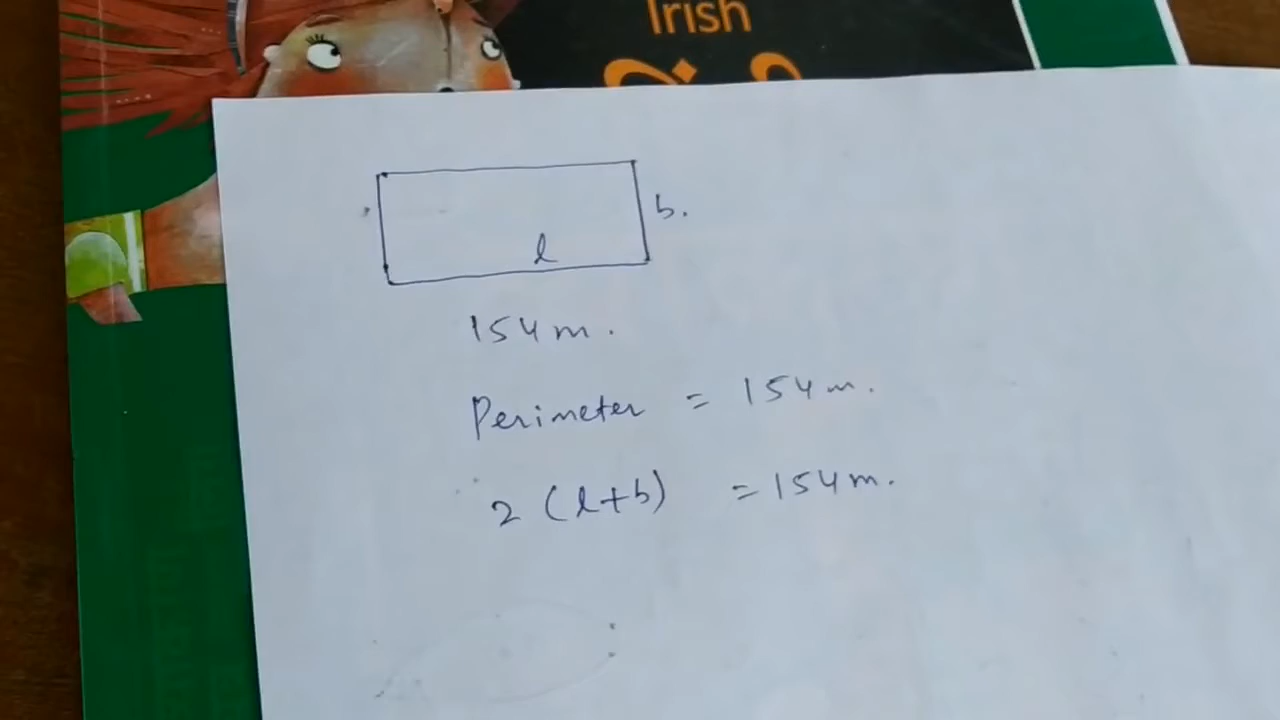 Irish
b.
l
154 m.
Perimeter = 154 m.
2 (l+b) = 154 m.